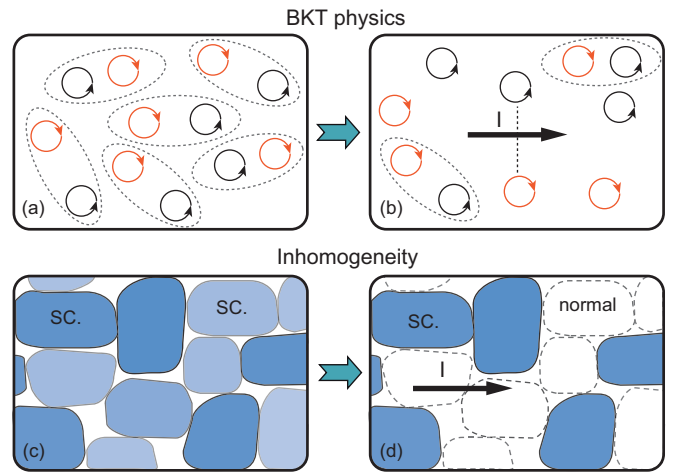 BKT physics
(a)
I
(b)
Inhomogeneity
SC.
SC.
(c)
normal
SC.
I
(d)